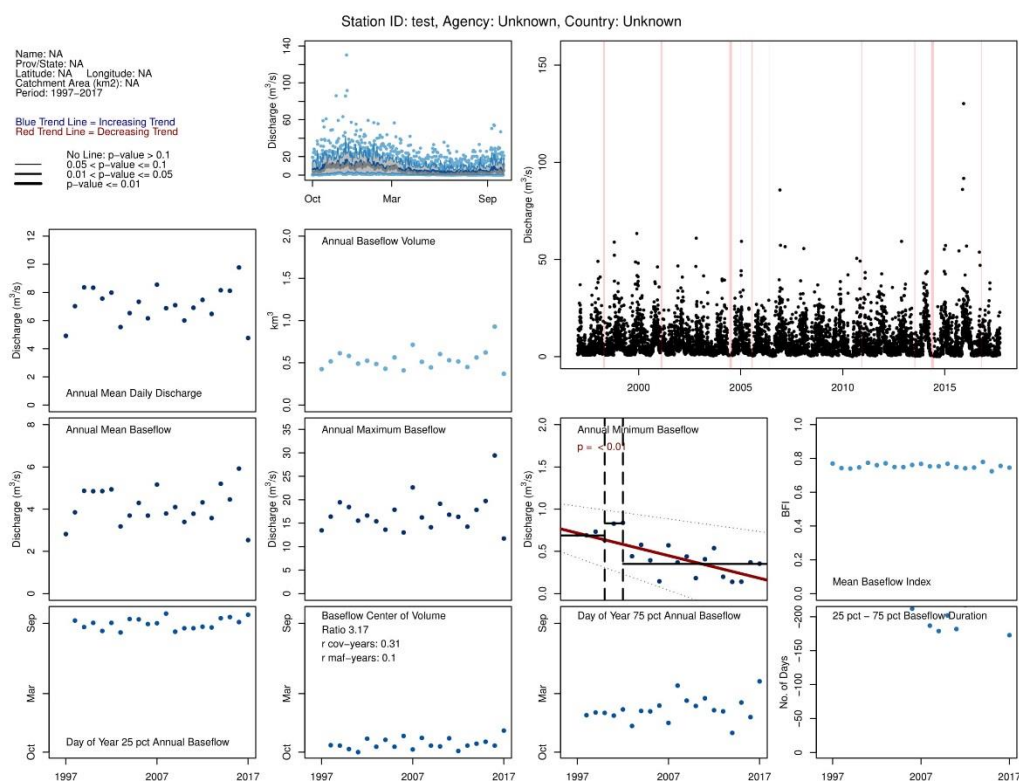 Station ID: test, Agency: Unknown, Country: Unknown
Name: NA
Prov/State: NA
Latitude: NA Longitude: NA
Catchment Area (km2): NA
Period: 1997−2017
Blue Trend Line = Increasing Trend
Red Trend Line = Decreasing Trend
No Line: p-value > 0.1
0.05 < p-value <= 0.1
0.01 < p-value <= 0.05
p-value <= 0.01
Discharge (m³/s)
0 20 60 100 140
Oct Mar Sep
Discharge (m³/s)
0 50 100 150
2000 2005 2010 2015
Discharge (m³/s)
0 2 4 6 8 10 12
Annual Mean Daily Discharge
km³
0.0 0.5 1.0 1.5 2.0
Annual Baseflow Volume
Discharge (m³/s)
0 2 4 6 8
Annual Mean Baseflow
Discharge (m³/s)
0 5 10 15 20 25 30 35
Annual Maximum Baseflow
Discharge (m³/s)
0.0 0.5 1.0 1.5 2.0
Annual Minimum Baseflow
p = < 0.01
BFI
0.0 0.2 0.4 0.6 0.8 1.0
Mean Baseflow Index
Oct Mar Sep
Day of Year 25 pct Annual Baseflow
1997 2007 2017
Oct Mar Sep
Baseflow Center of Volume
Ratio 3.17
r cov−years: 0.31
r maf−years: 0.1
1997 2007 2017
Oct Mar Sep
Day of Year 75 pct Annual Baseflow
1997 2007 2017
No. of Days
0 −50 −100 −150 −200
25 pct − 75 pct Baseflow Duration
1997 2007 2017